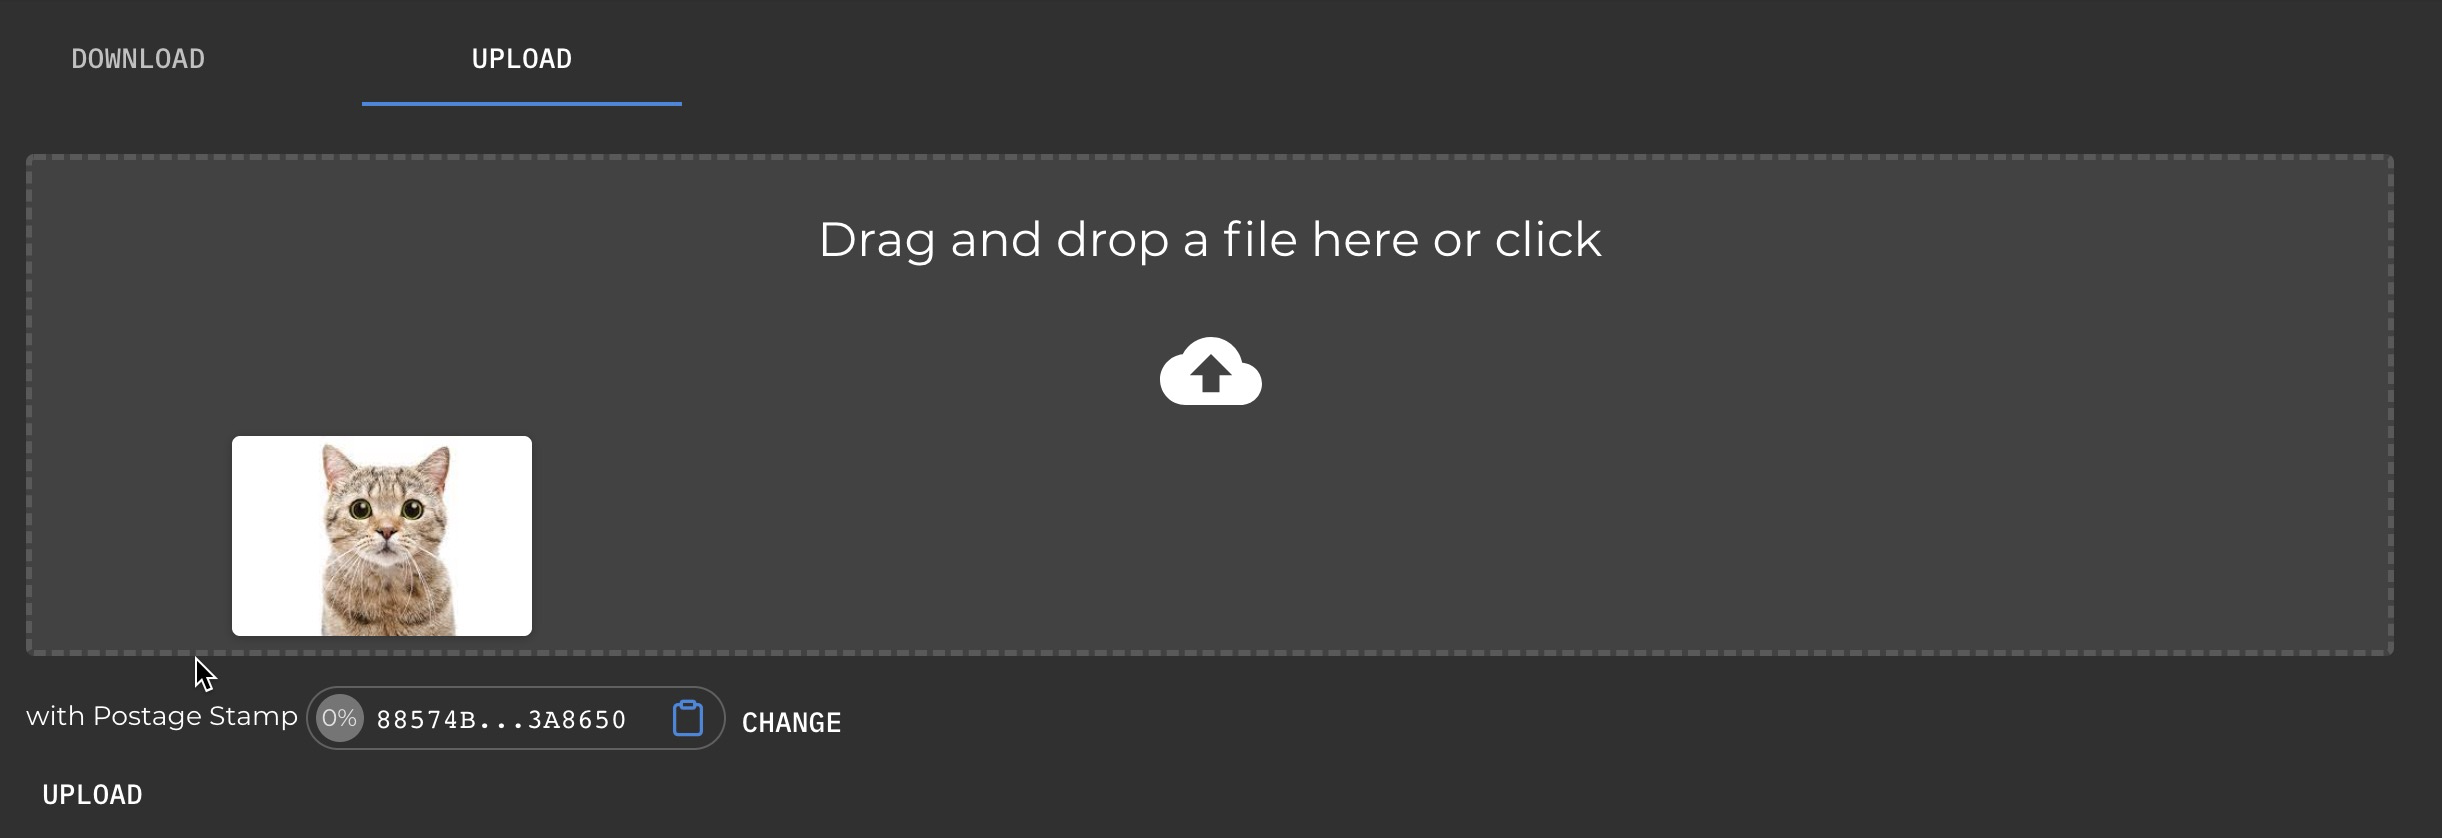 DOWNLOAD UPLOAD
Drag and drop a file here or click
with Postage Stamp 0% 88574B...3A8650 CHANGE
UPLOAD